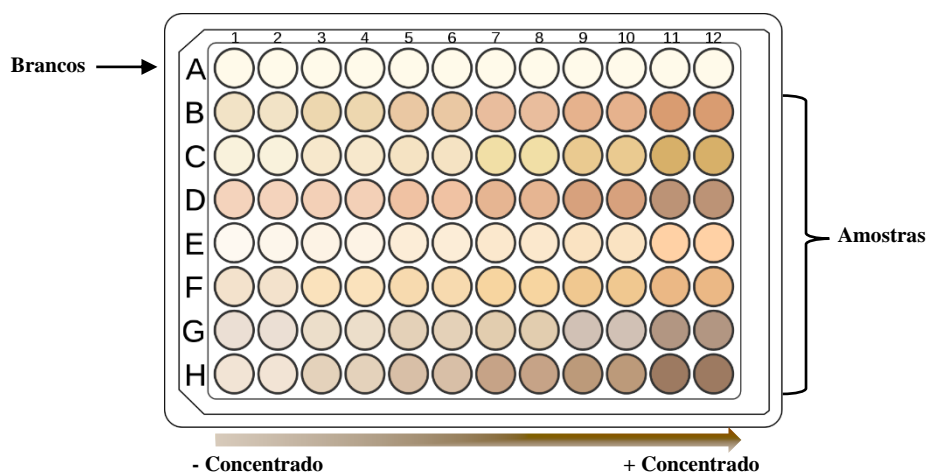 1 2 3 4 5 6 7 8 9 10 11 12
Brancos
A
B
C
D
E
F
G
H
Amostras
- Concentrado
+ Concentrado